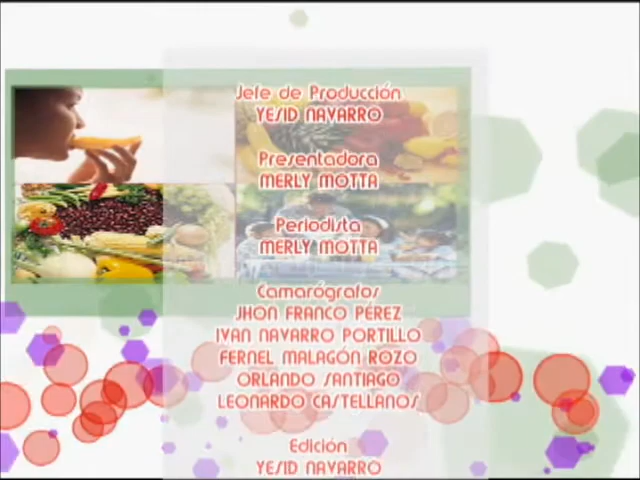 Jefe de Producción
YESID NAVARRO
Presentadora
MERLY MOTTA
Periodista
MERLY MOTTA
Camarógrafos
JHON FRANCO PÉREZ
IVAN NAVARRO PORTILLO
FERNEL MALAGÓN ROZO
ORLANDO SANTIAGO
LEONARDO CASTELLANOS
Edición
YESID NAVARRO